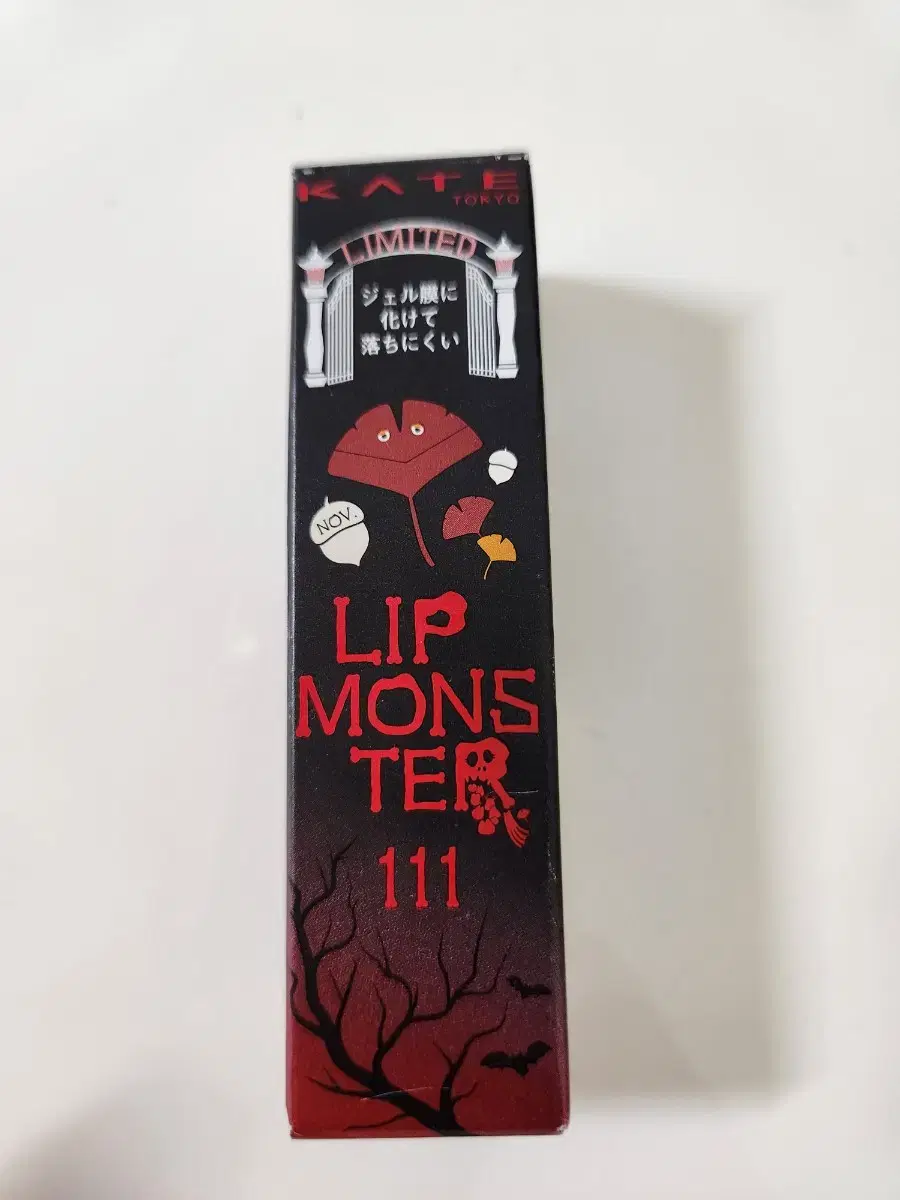 KATE
TOKYO
LIMITED
ジェル膜に
化けて
落ちにくい
NOV.
LIP
MONS
TER
111